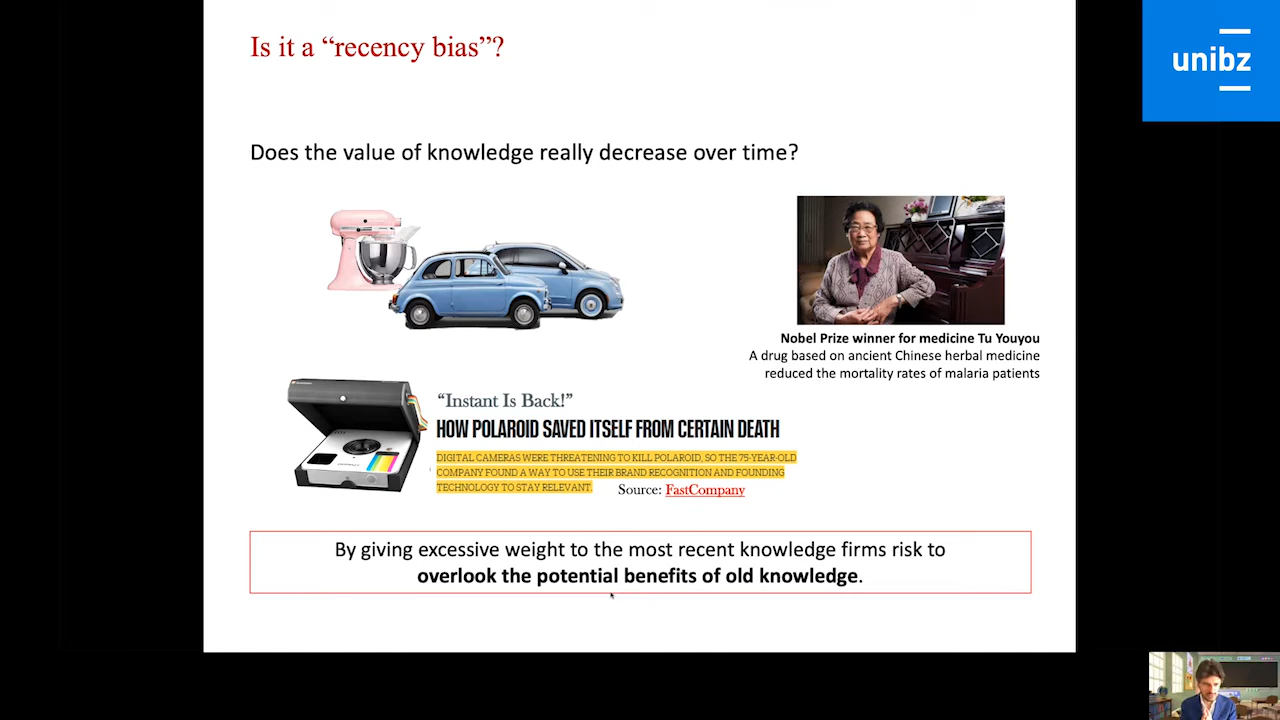 Is it a “recency bias”?
unibz
Does the value of knowledge really decrease over time?
Nobel Prize winner for medicine Tu Youyou
A drug based on ancient Chinese herbal medicine
reduced the mortality rates of malaria patients
“Instant Is Back!”
HOW POLAROID SAVED ITSELF FROM CERTAIN DEATH
DIGITAL CAMERAS WERE THREATENING TO KILL POLAROID, SO THE 75-YEAR-OLD
COMPANY FOUND A WAY TO USE THEIR BRAND RECOGNITION AND FOUNDING
TECHNOLOGY TO STAY RELEVANT.
Source: FastCompany
By giving excessive weight to the most recent knowledge firms risk to
overlook the potential benefits of old knowledge.